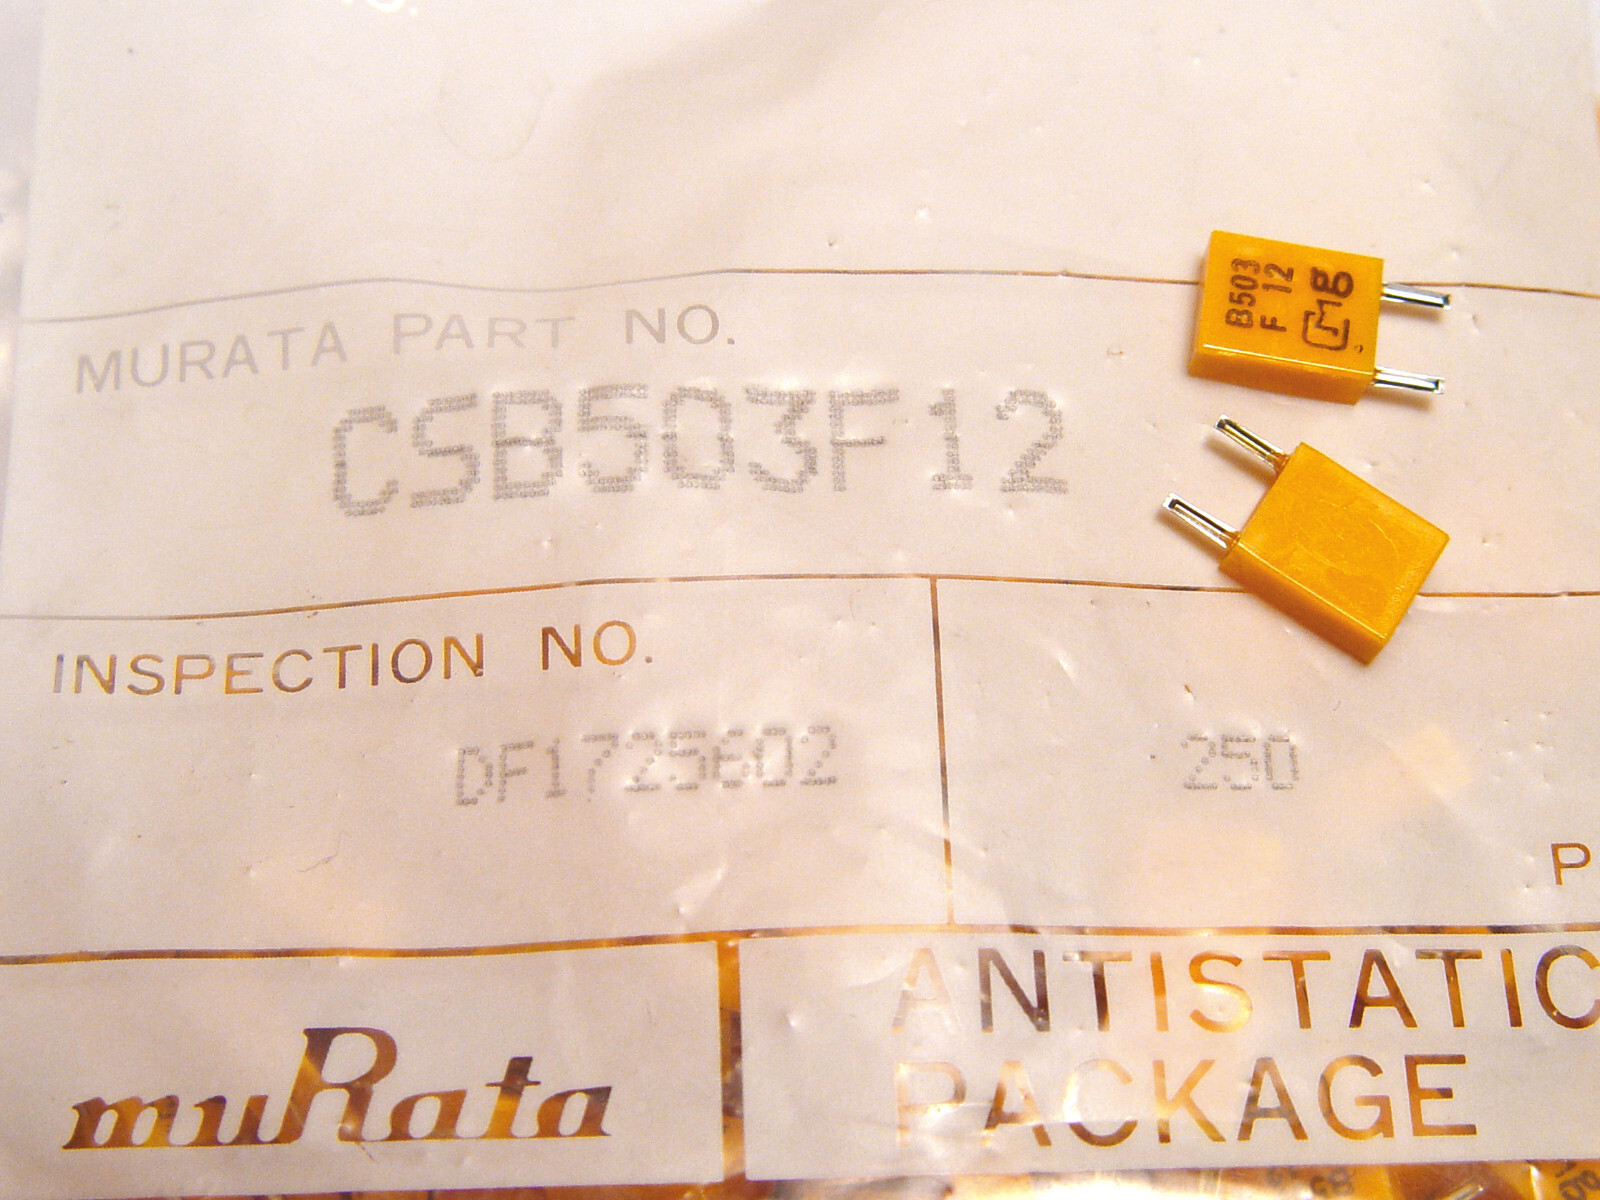 MURATA PART NO.
CSB503F12
B503
F 12
INSPECTION NO.
DF1725602
250
P
muRata
ANTISTATIC
PACKAGE